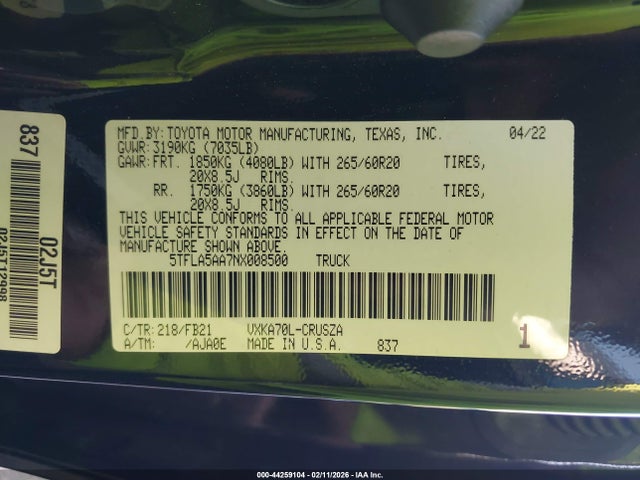 837
02J5T
MFD.BY: TOYOTA MOTOR MANUFACTURING, TEXAS, INC. 04/22
GVWR: 3190KG (7035LB)
GAWR: FRT. 1850KG (4080LB) WITH 265/60R20 TIRES,
20X8.5J RIMS.
RR. 1750KG (3860LB) WITH 265/60R20 TIRES,
20X8.5J RIMS.
THIS VEHICLE CONFORMS TO ALL APPLICABLE FEDERAL MOTOR
VEHICLE SAFETY STANDARDS IN EFFECT ON THE DATE OF
MANUFACTURE SHOWN ABOVE.
5TFLA5AA7NX008500 TRUCK
C/TR: 218/FB21 VXKA70L-CRUSZA
A/TM: /AJA0E MADE IN U.S.A. 837 1
000-44259104 - 02/11/2026 - IAA Inc.